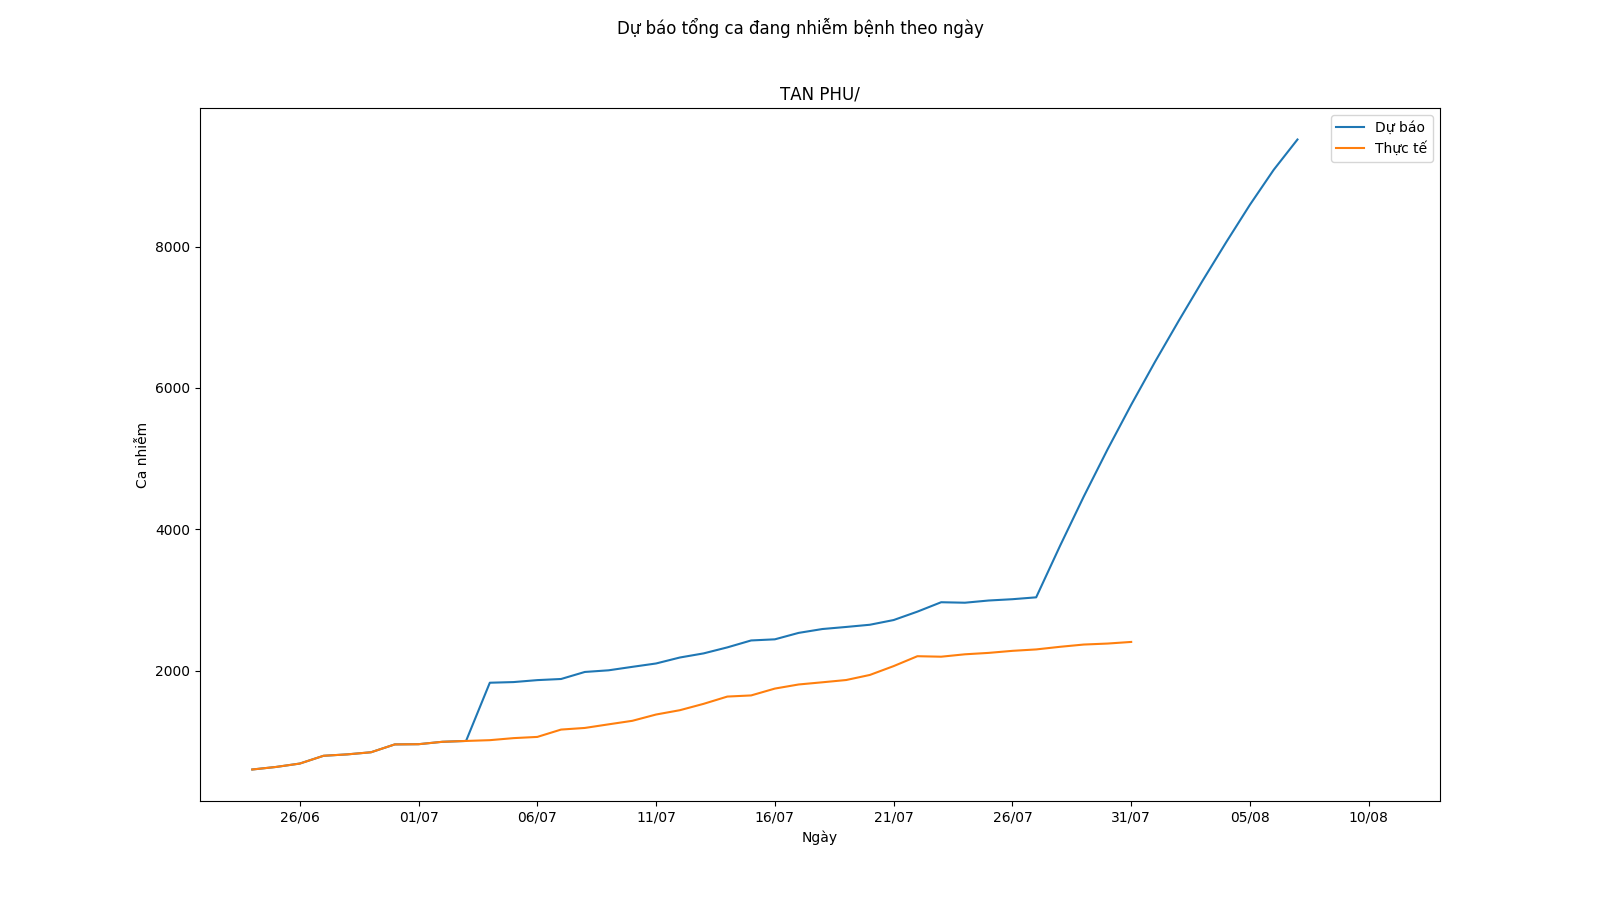 Dự báo tổng ca đang nhiễm bệnh theo ngày
TAN PHU/
Dự báo
Thực tế
8000
6000
4000
2000
Ca nhiễm
26/06 01/07 06/07 11/07 16/07 21/07 26/07 31/07 05/08 10/08
Ngày